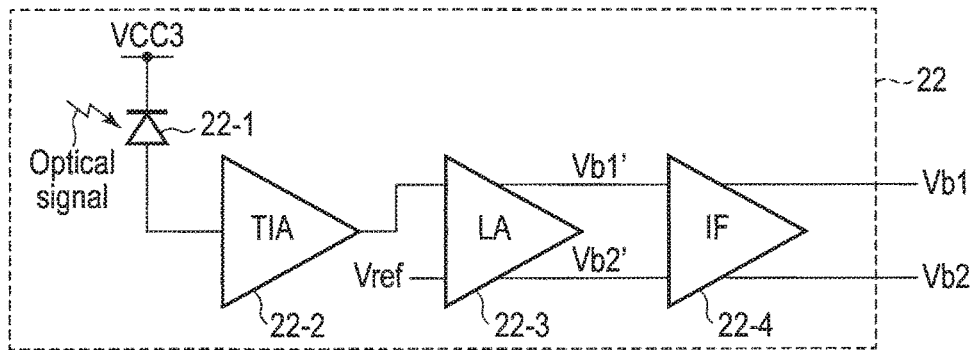 VCC3
22
22-1
Optical
signal
TIA
LA
IF
Vb1’
Vb1
Vref
Vb2’
Vb2
22-2
22-3
22-4